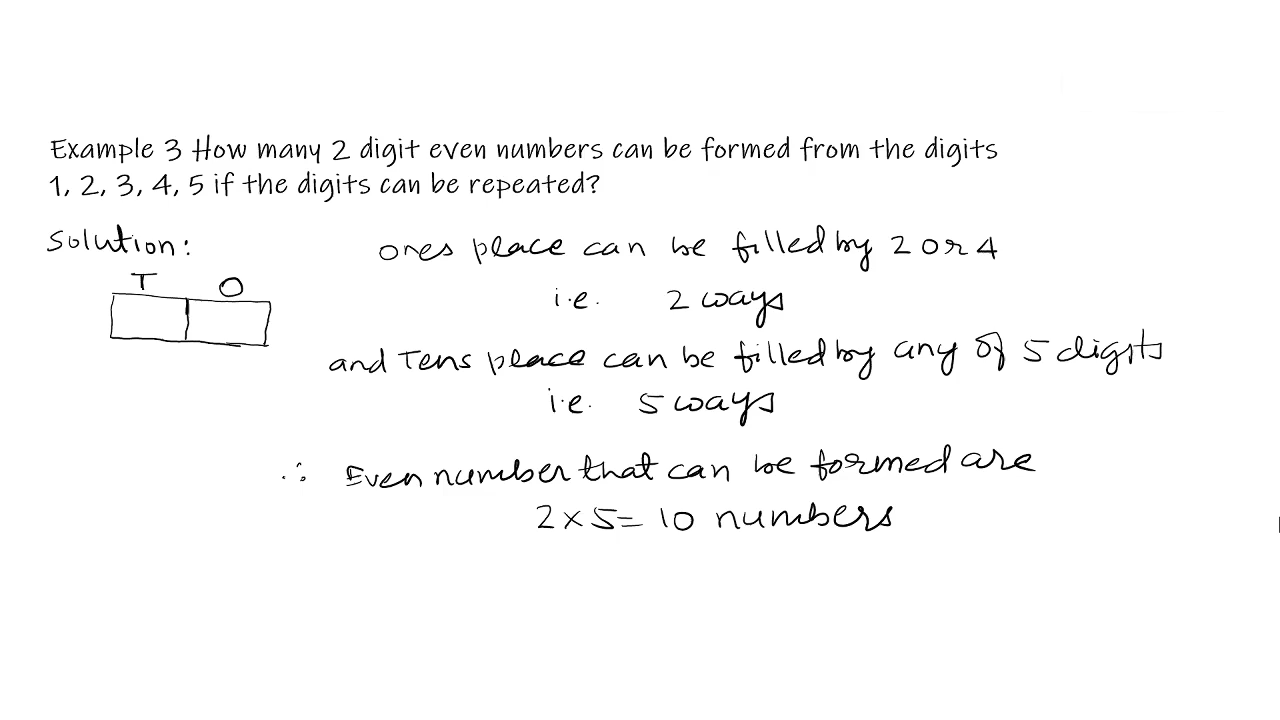 Example 3 How many 2 digit even numbers can be formed from the digits
1, 2, 3, 4, 5 if the digits can be repeated?
Solution:
ones place can be filled by 2 or 4
T O
i.e. 2 ways
and Tens place can be filled by any of 5 digits
i.e. 5 ways
∴ Even number that can be formed are
2 × 5 = 10 numbers